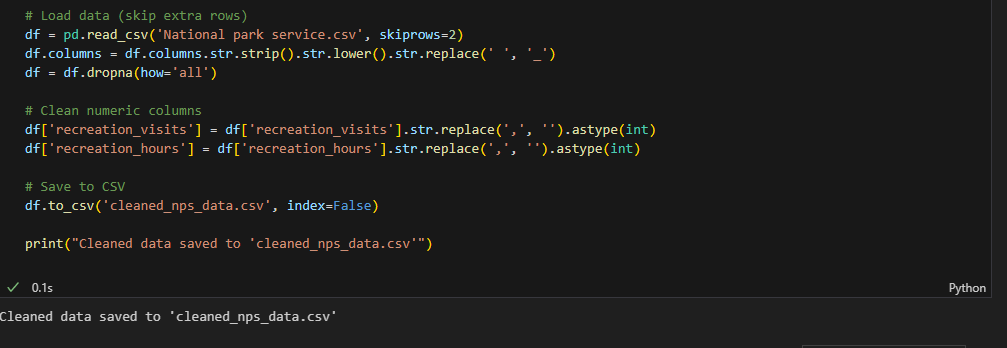 # Load data (skip extra rows)
df = pd.read_csv('National park service.csv', skiprows=2)
df.columns = df.columns.str.strip().str.lower().str.replace(' ', '_')
df = df.dropna(how='all')
# Clean numeric columns
df['recreation_visits'] = df['recreation_visits'].str.replace(',', '').astype(int)
df['recreation_hours'] = df['recreation_hours'].str.replace(',', '').astype(int)
# Save to CSV
df.to_csv('cleaned_nps_data.csv', index=False)
print("Cleaned data saved to 'cleaned_nps_data.csv'")
0.1s Python
Cleaned data saved to 'cleaned_nps_data.csv'